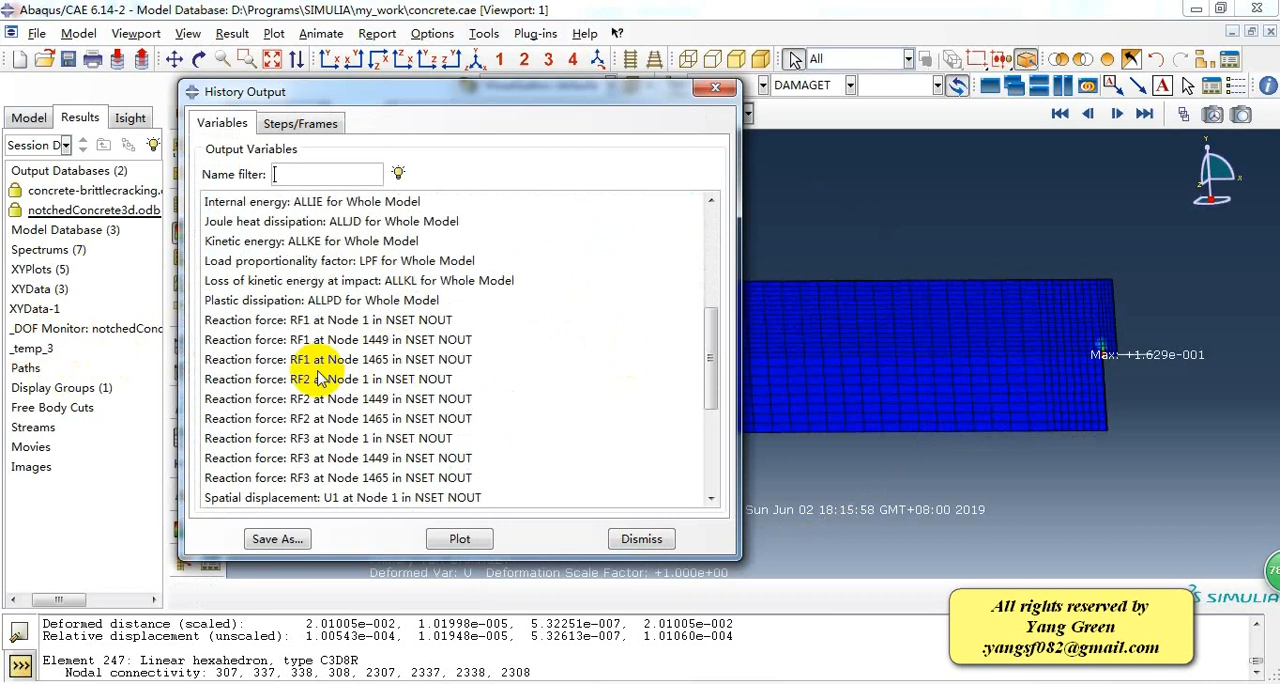 Abaqus/CAE 6.14-2 - Model Database: D:\Programs\SIMULIA\my_work\concrete.cae [Viewport: 1]
File Model Viewport View Result Plot Animate Report Options Tools Plug-ins Help
1 2 3 4 All
DAMAGET
History Output
Model Results Isight
Variables Steps/Frames
Session D
Output Variables
Name filter:
Output Databases (2)
concrete-brittlecracking.
notchedConcrete3d.odb
Model Database (3)
Spectrums (7)
XYPlots (5)
XYData (3)
XYData-1
_DOF Monitor: notchedConc
_temp_3
Paths
Display Groups (1)
Free Body Cuts
Streams
Movies
Images
Internal energy: ALLIE for Whole Model
Joule heat dissipation: ALLJD for Whole Model
Kinetic energy: ALLKE for Whole Model
Load proportionality factor: LPF for Whole Model
Loss of kinetic energy at impact: ALLKL for Whole Model
Plastic dissipation: ALLPD for Whole Model
Reaction force: RF1 at Node 1 in NSET NOUT
Reaction force: RF1 at Node 1449 in NSET NOUT
Reaction force: RF1 at Node 1465 in NSET NOUT
Reaction force: RF2 at Node 1 in NSET NOUT
Reaction force: RF2 at Node 1449 in NSET NOUT
Reaction force: RF2 at Node 1465 in NSET NOUT
Reaction force: RF3 at Node 1 in NSET NOUT
Reaction force: RF3 at Node 1449 in NSET NOUT
Reaction force: RF3 at Node 1465 in NSET NOUT
Spatial displacement: U1 at Node 1 in NSET NOUT
Save As... Plot Dismiss
Y
X
Z
Max: +1.629e-001
Sun Jun 02 18:15:58 GMT+08:00 2019
Deformed Var: U Deformation Scale Factor: +1.000e+00
78
SIMULIA
Deformed distance (scaled): 2.01005e-002, 1.01998e-005, 5.32251e-007, 2.01005e-002
Relative displacement (unscaled): 1.00543e-004, 1.01948e-005, 5.32613e-007, 1.01060e-004
Element 247: Linear hexahedron, type C3D8R
Nodal connectivity: 307, 337, 338, 308, 2307, 2337, 2338, 2308
All rights reserved by
Yang Green
:yangsf082@gmail.com